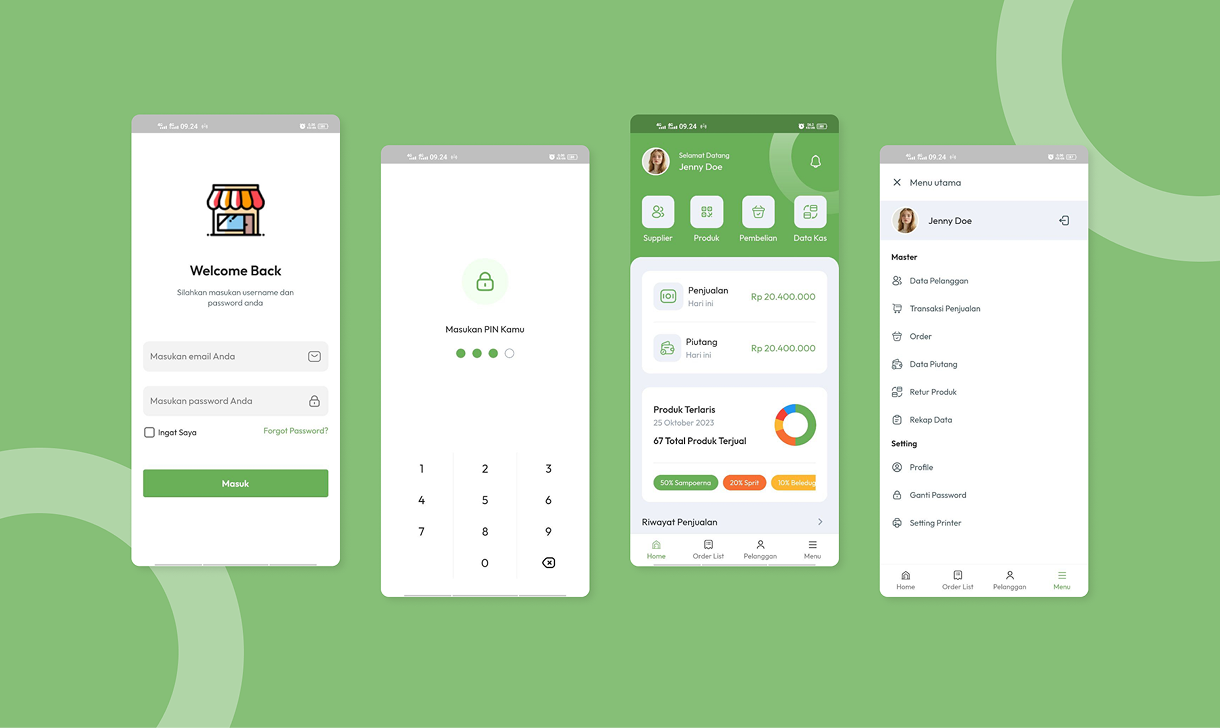 09.24
Welcome Back
Silahkan masukan username dan
password anda
Masukan email Anda
Masukan password Anda
Ingat Saya
Forgot Password?
Masuk
09.24
Masukan PIN Kamu
1 2 3
4 5 6
7 8 9
0
09.24
Selamat Datang
Jenny Doe
Supplier Produk Pembelian Data Kas
Penjualan
Hari ini
Rp 20.400.000
Piutang
Hari ini
Rp 20.400.000
Produk Terlaris
25 Oktober 2023
67 Total Produk Terjual
50% Sampoerna 20% Sprit 10% Beledug
Riwayat Penjualan
Home Order List Pelanggan Menu
09.24
Menu utama
Jenny Doe
Master
Data Pelanggan
Transaksi Penjualan
Order
Data Piutang
Retur Produk
Rekap Data
Setting
Profile
Ganti Password
Setting Printer
Home Order List Pelanggan Menu